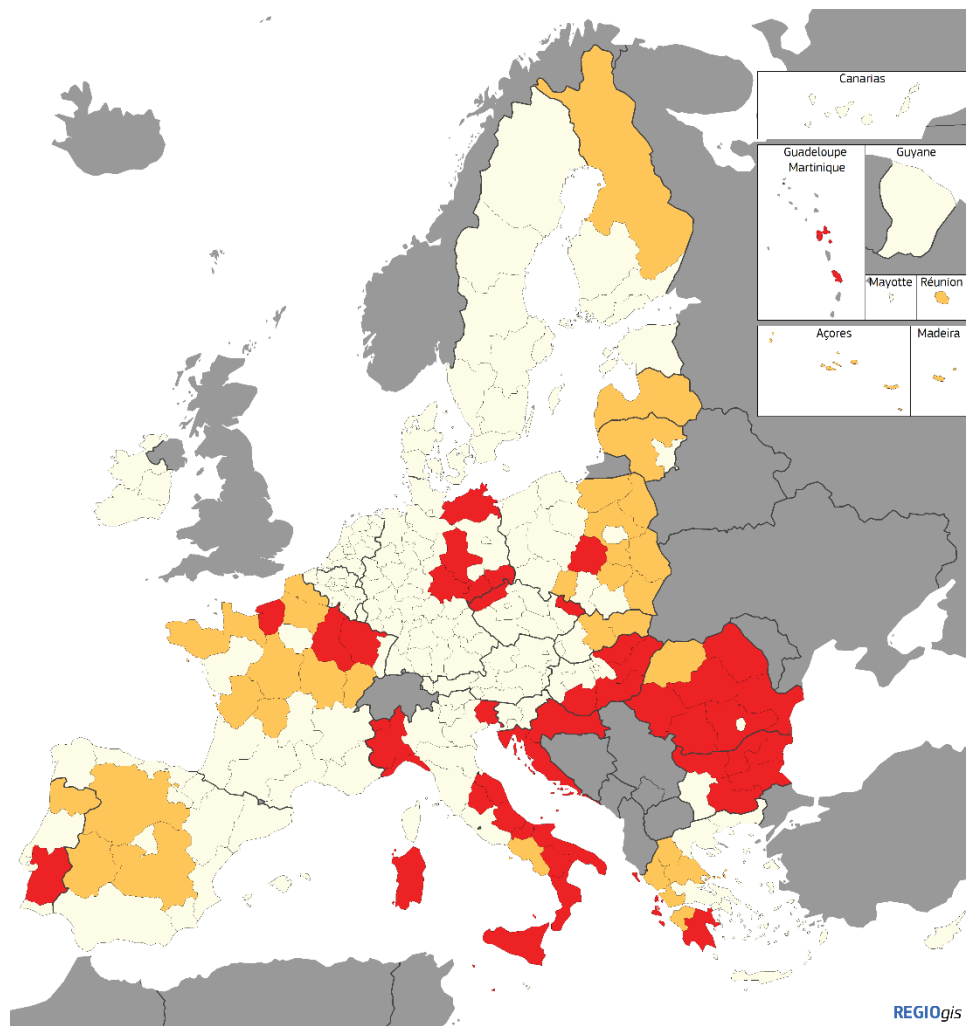 Canarias
Guadeloupe
Martinique
Guyane
Mayotte
Réunion
Açores
Madeira
REGIOgis